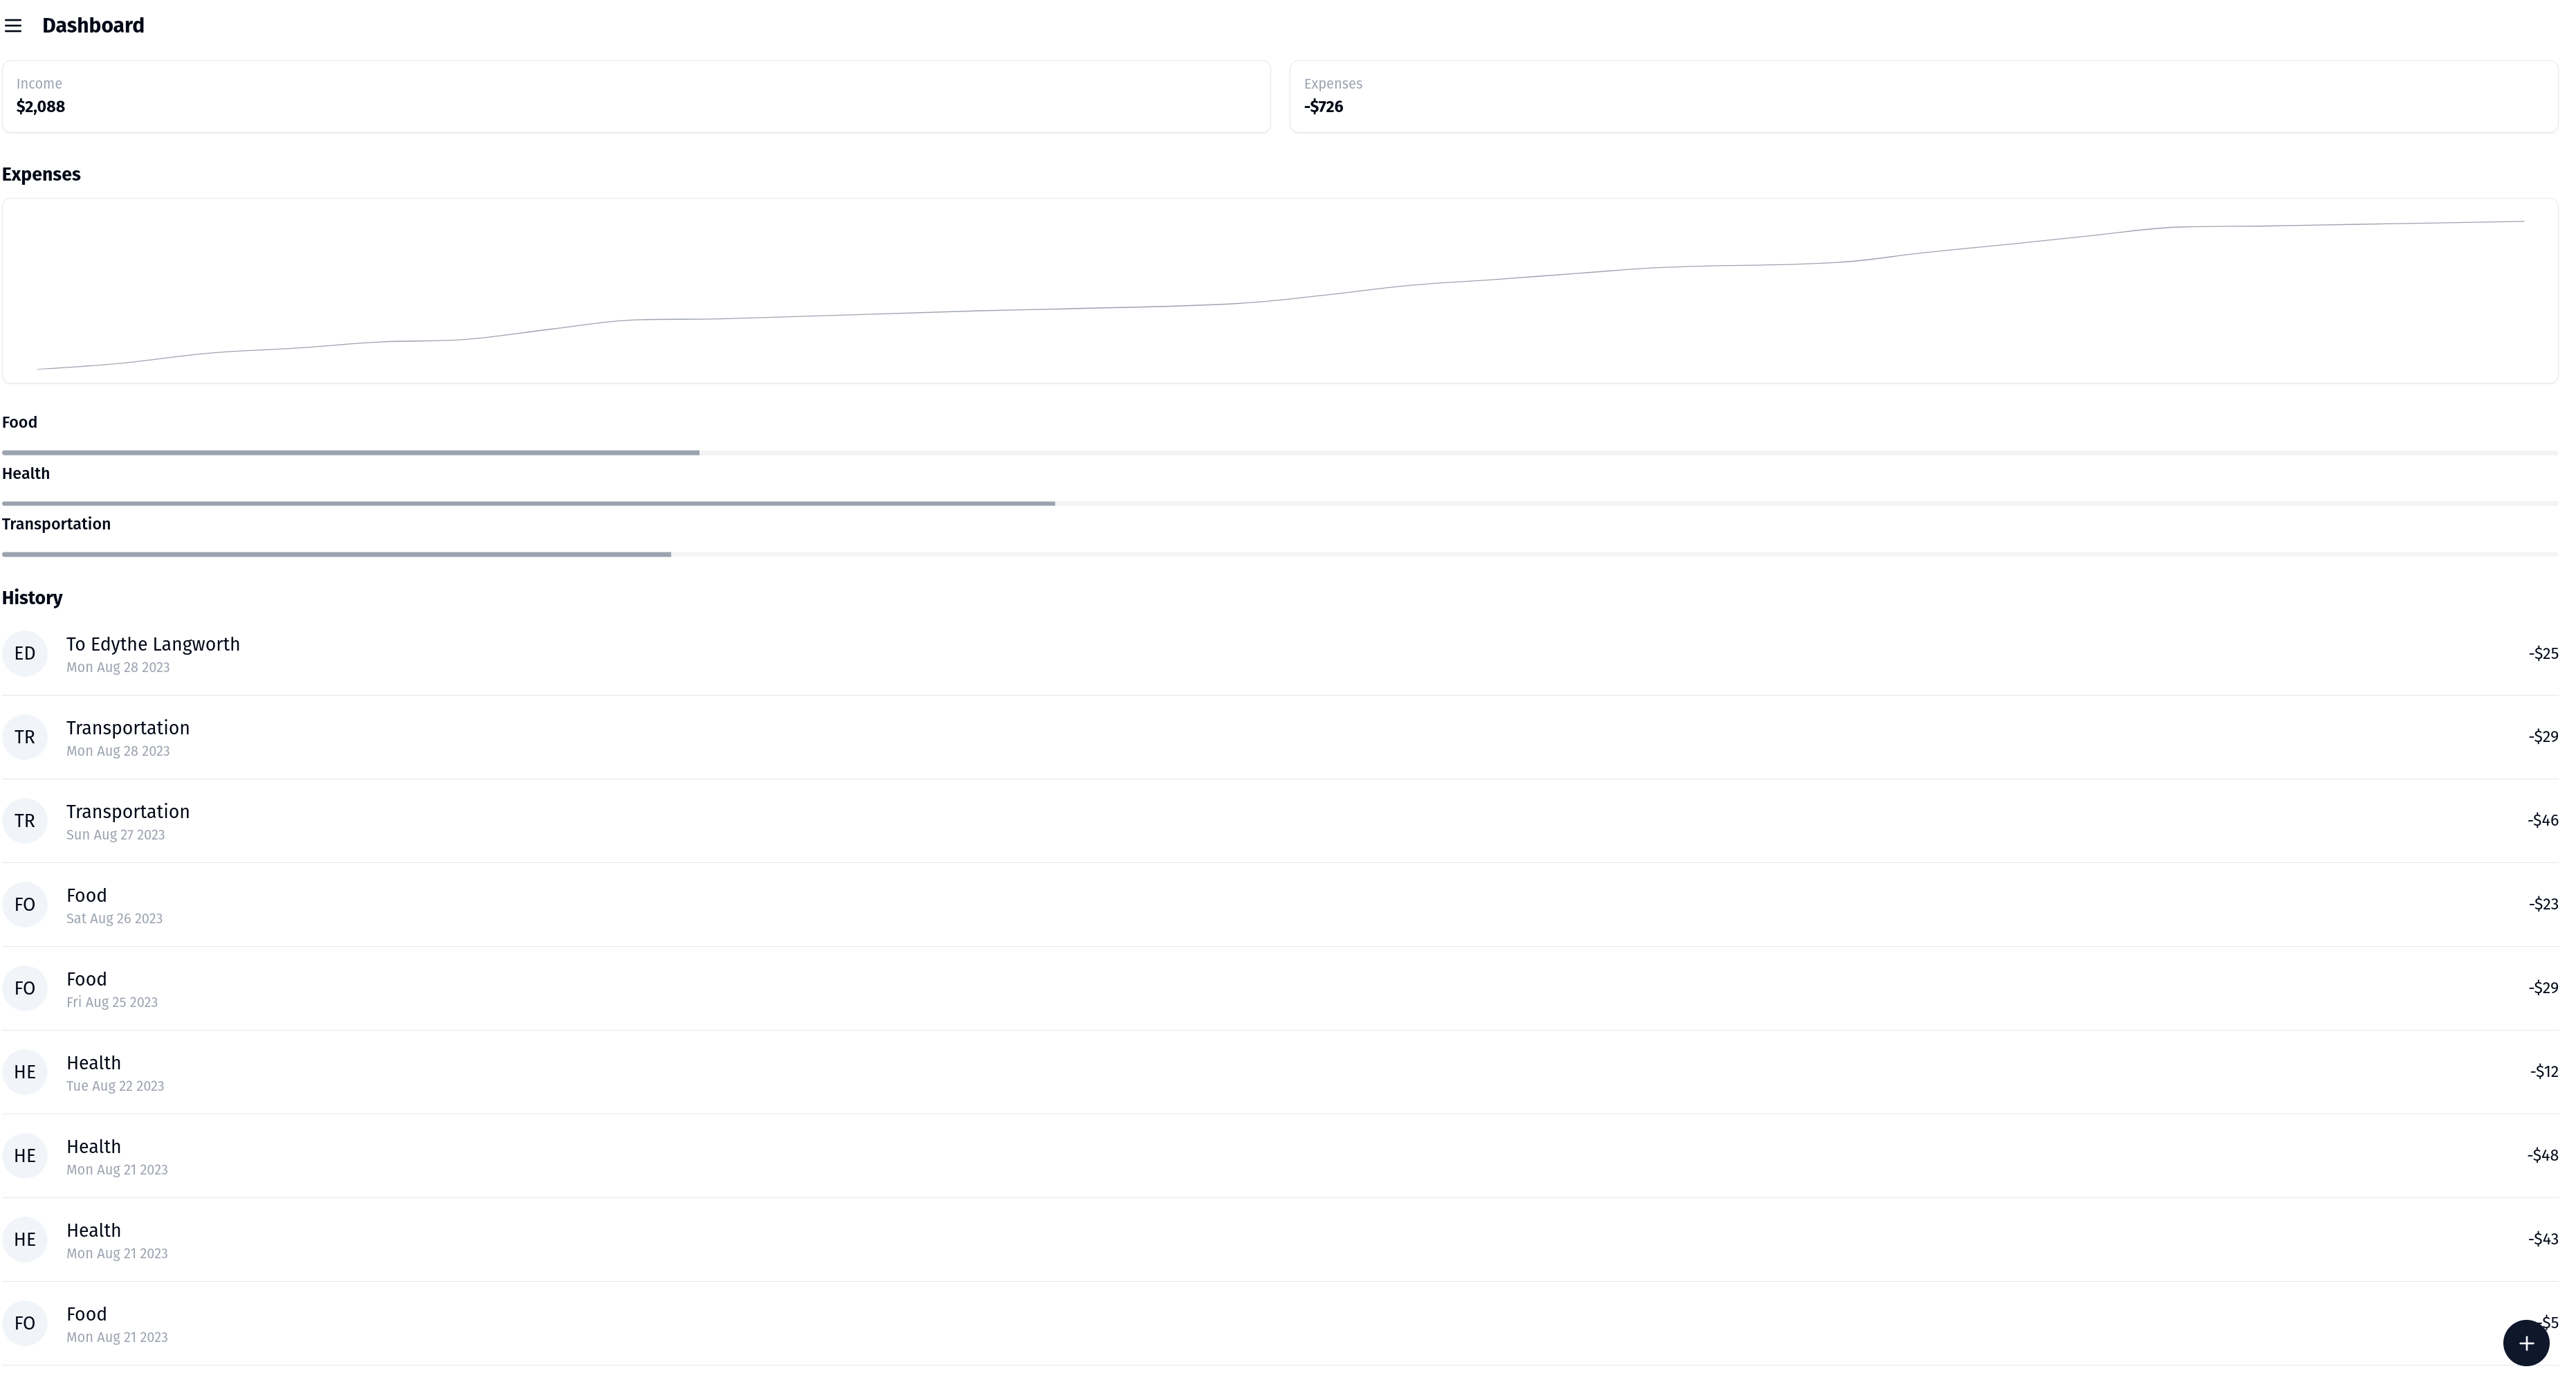 Dashboard
Income
$2,088
Expenses
-$726
Expenses
Food
Health
Transportation
History
ED
To Edythe Langworth
Mon Aug 28 2023
-$25
TR
Transportation
Mon Aug 28 2023
-$29
TR
Transportation
Sun Aug 27 2023
-$46
FO
Food
Sat Aug 26 2023
-$23
FO
Food
Fri Aug 25 2023
-$29
HE
Health
Tue Aug 22 2023
-$12
HE
Health
Mon Aug 21 2023
-$48
HE
Health
Mon Aug 21 2023
-$43
FO
Food
Mon Aug 21 2023
-$5